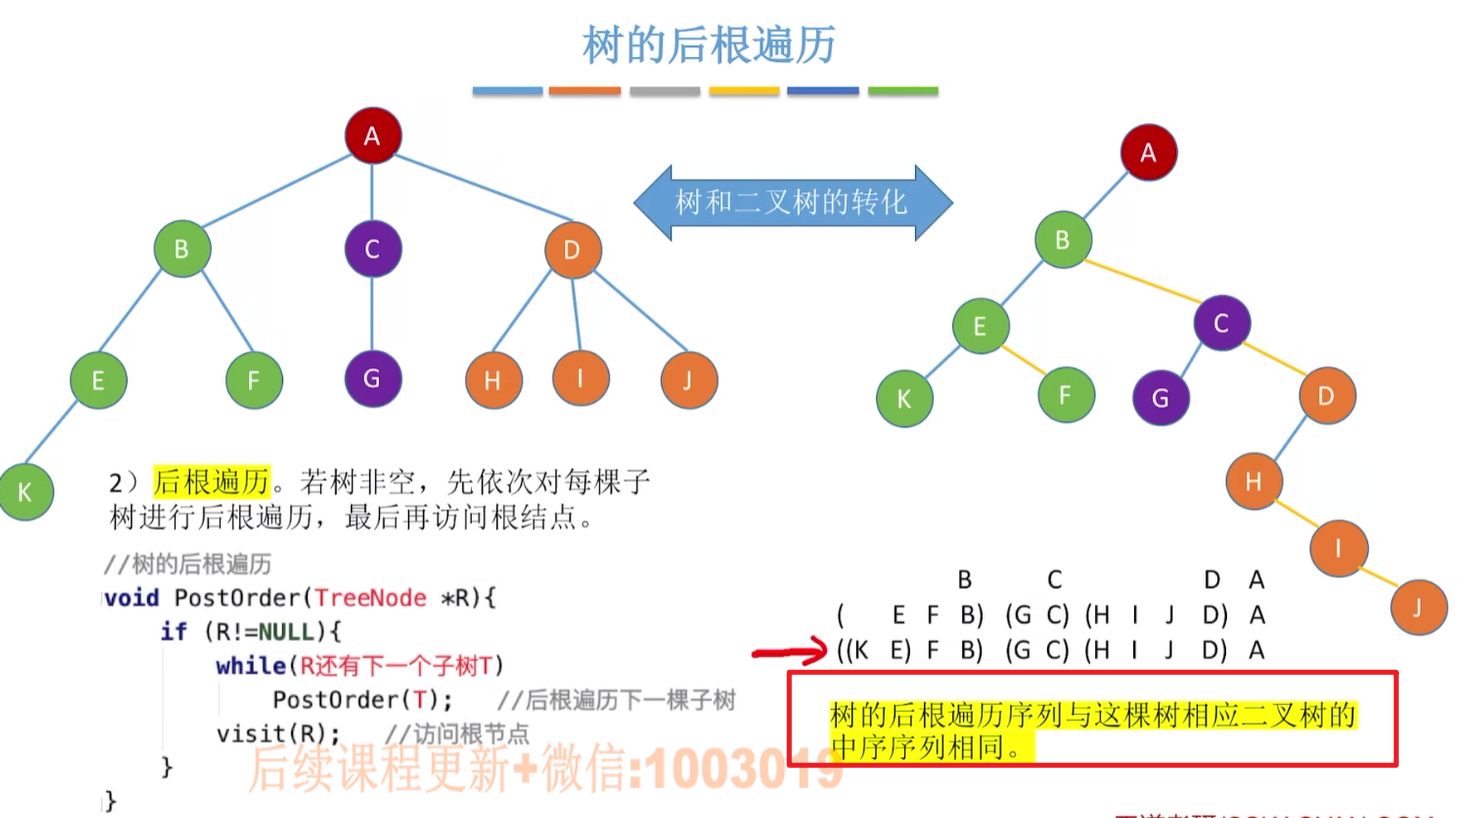 树的后根遍历
A
B
C
D
E
F
G
H
I
J
K
树和二叉树的转化
A
B
C
E
D
K
F
G
H
I
J
2）后根遍历。若树非空，先依次对每棵子
树进行后根遍历，最后再访问根结点。
//树的后根遍历
void PostOrder(TreeNode *R){
if (R!=NULL){
while(R还有下一个子树T)
PostOrder(T); //后根遍历下一棵子树
visit(R); //访问根节点
}
}
B C D A
( E F B) (G C) (H I J D) A
((K E) F B) (G C) (H I J D) A
树的后根遍历序列与这棵树相应二叉树的
中序序列相同。
后续课程更新+微信:1003019